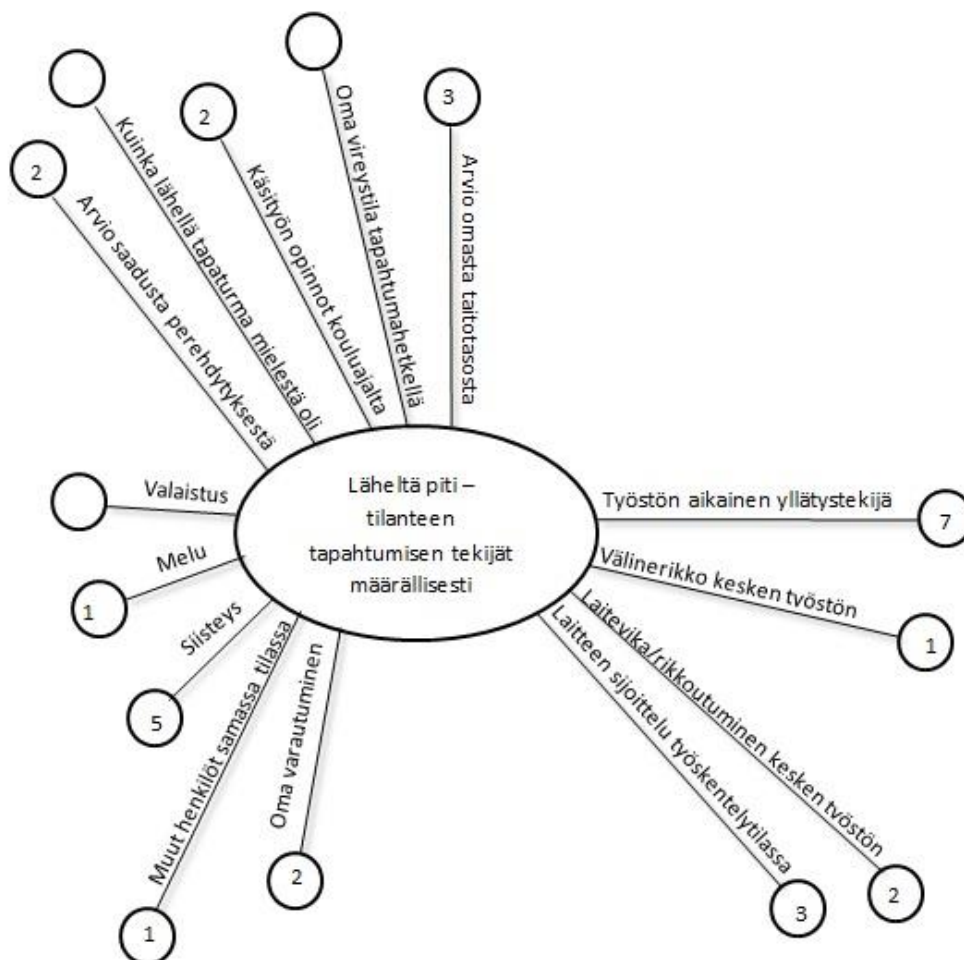 3
Oma vireystila tapahtumahetkellä
Arvio omasta taitotasosta
2
Käsityön opinnot kouluajalta
Kuinka lähellä tapaturma mielestä oli
2
Arvio saadusta perehdytyksestä
Valaistus
Melu
1
Siisteys
5
Muut henkilöt samassa tilassa
1
Oma varautuminen
2
Läheltä piti –
tilanteen
tapahtumisen tekijät
määrällisesti
Työstön aikainen yllätystekijä
7
Välinerikko kesken työstön
1
Laitevika/rikkoutuminen kesken työstön
2
Laitteen sijoittelu työskentelytilassa
3